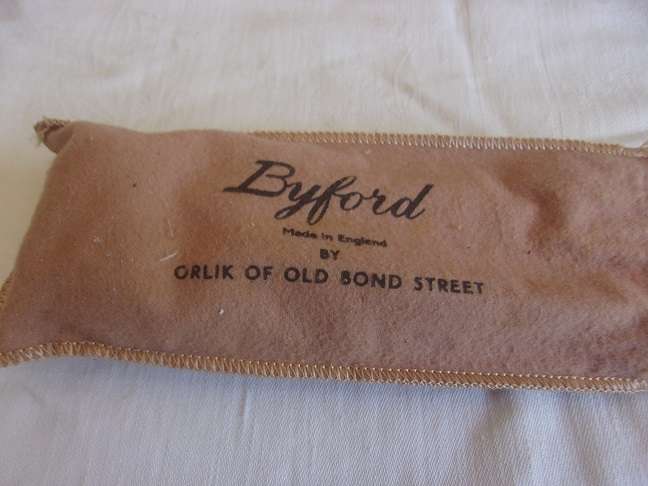 Byford
Made in England
BY
ORLIK OF OLD BOND STREET